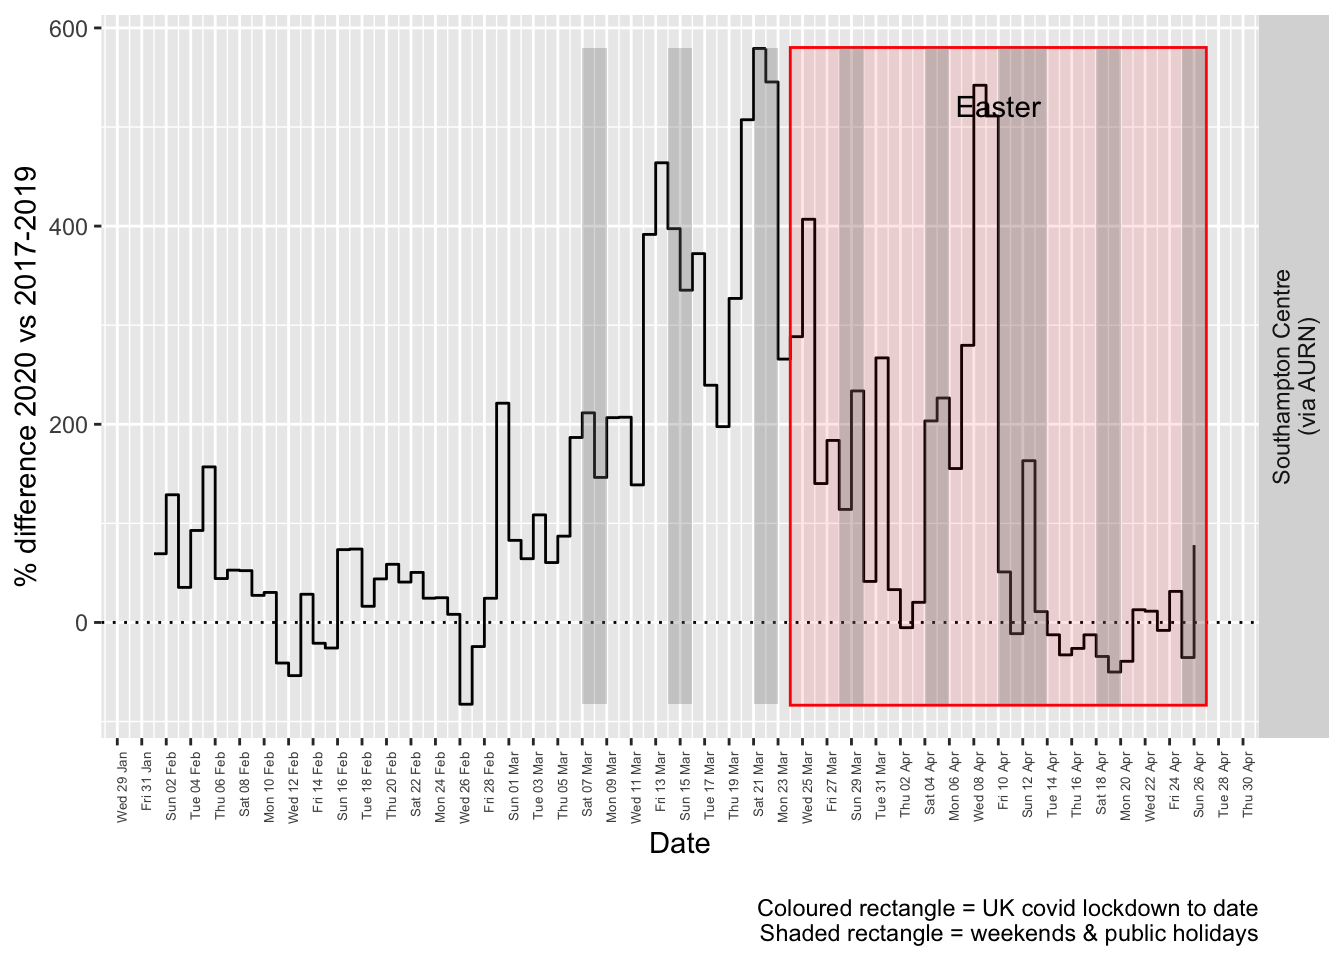 600
400
200
0
% difference 2020 vs 2017-2019
Easter
Southampton Centre
(via AURN)
Wed 29 Jan
Fri 31 Jan
Sun 02 Feb
Tue 04 Feb
Thu 06 Feb
Sat 08 Feb
Mon 10 Feb
Wed 12 Feb
Fri 14 Feb
Sun 16 Feb
Tue 18 Feb
Thu 20 Feb
Sat 22 Feb
Mon 24 Feb
Wed 26 Feb
Fri 28 Feb
Sun 01 Mar
Tue 03 Mar
Thu 05 Mar
Sat 07 Mar
Mon 09 Mar
Wed 11 Mar
Fri 13 Mar
Sun 15 Mar
Tue 17 Mar
Thu 19 Mar
Sat 21 Mar
Mon 23 Mar
Wed 25 Mar
Fri 27 Mar
Sun 29 Mar
Tue 31 Mar
Thu 02 Apr
Sat 04 Apr
Mon 06 Apr
Wed 08 Apr
Fri 10 Apr
Sun 12 Apr
Tue 14 Apr
Thu 16 Apr
Sat 18 Apr
Mon 20 Apr
Wed 22 Apr
Fri 24 Apr
Sun 26 Apr
Tue 28 Apr
Thu 30 Apr
Date
Coloured rectangle = UK covid lockdown to date
Shaded rectangle = weekends & public holidays